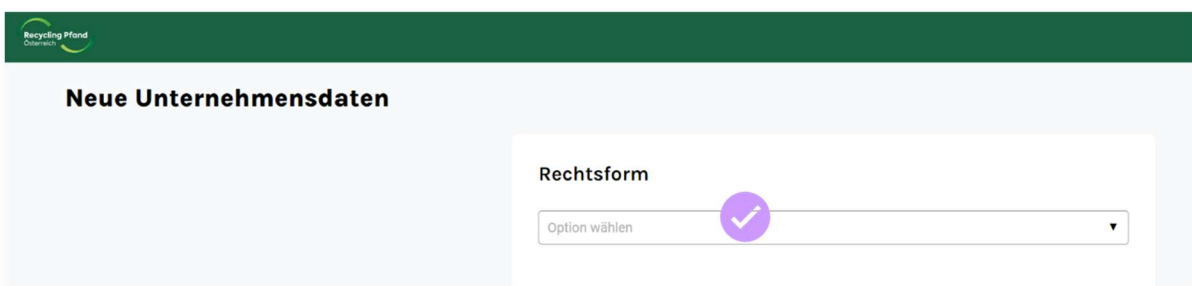 Recycling Pfand
Österreich
Neue Unternehmensdaten
Rechtsform
Option wählen